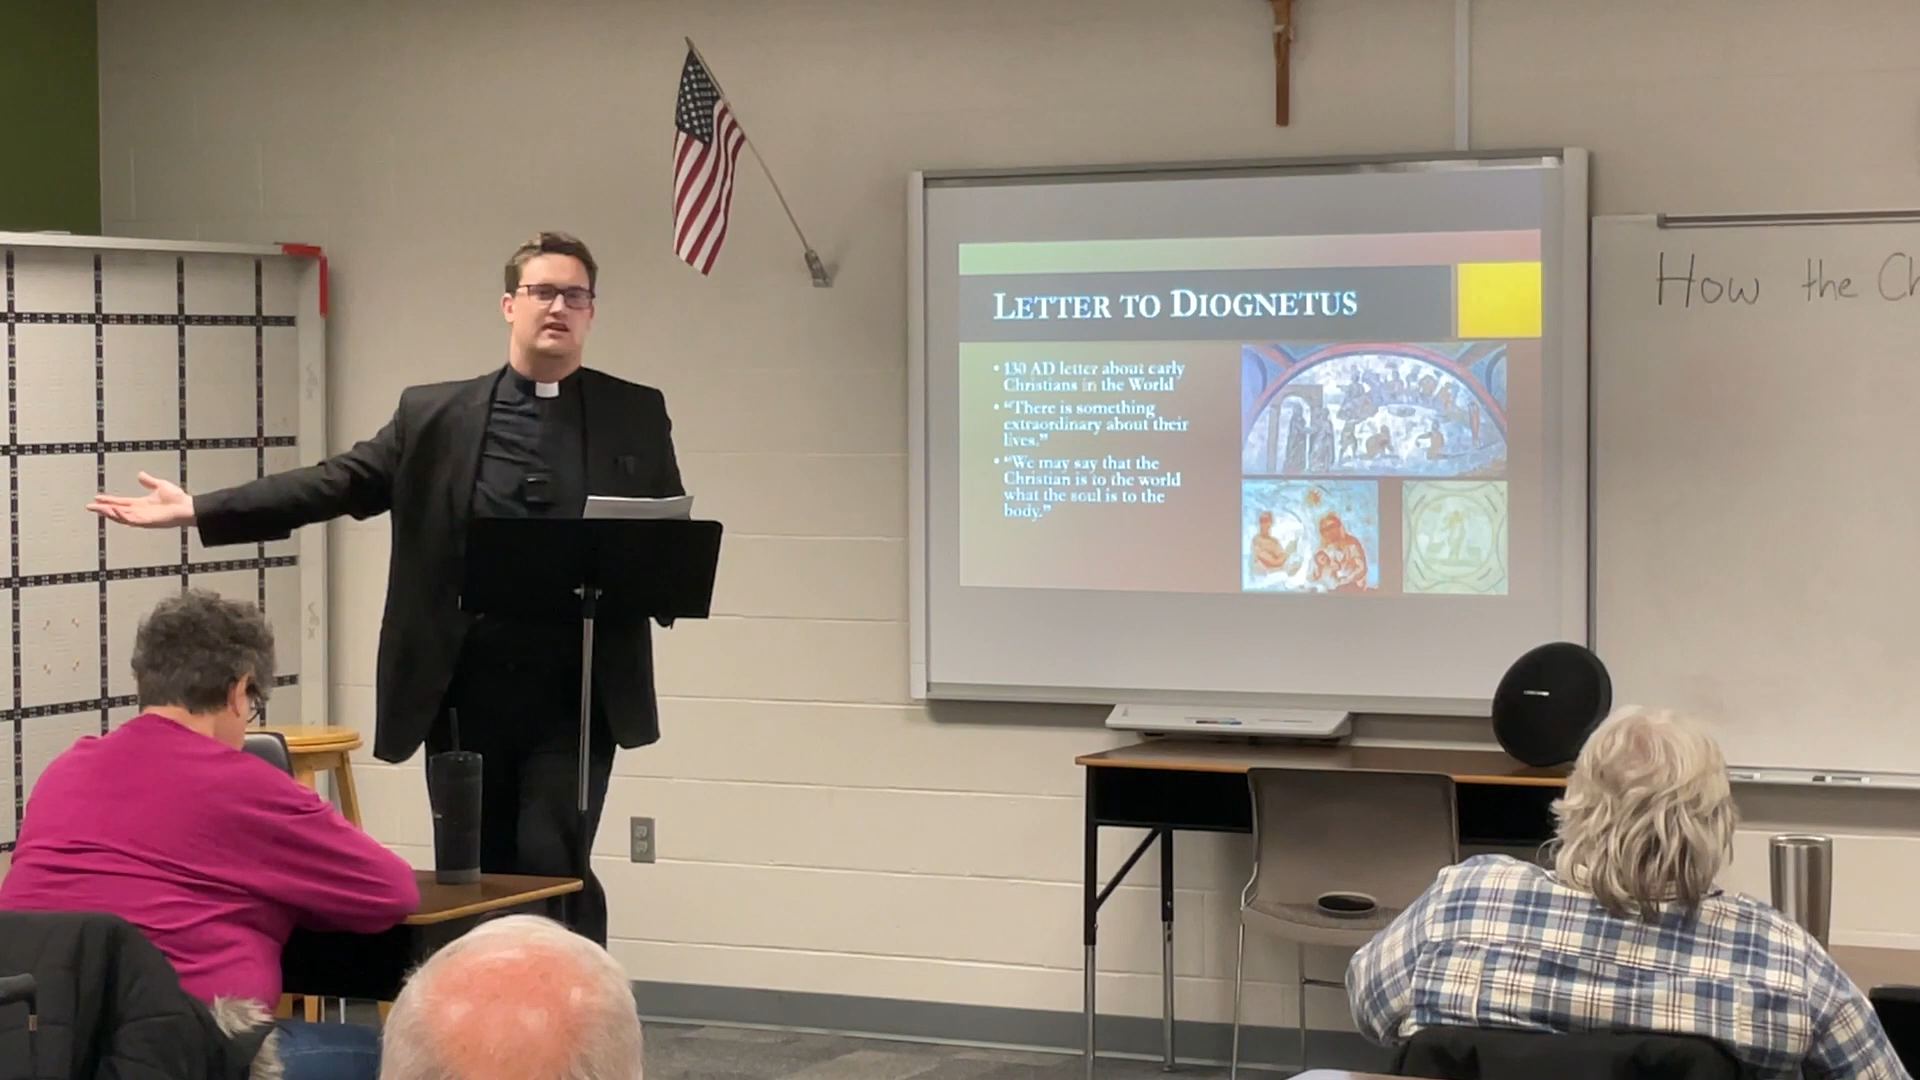 LETTER TO DIOGNETUS
• 130 AD letter about early
Christians in the World
• "There is something
extraordinary about their
lives."
• "We may say that the
Christian is to the world
what the soul is to the
body."
How the Ch